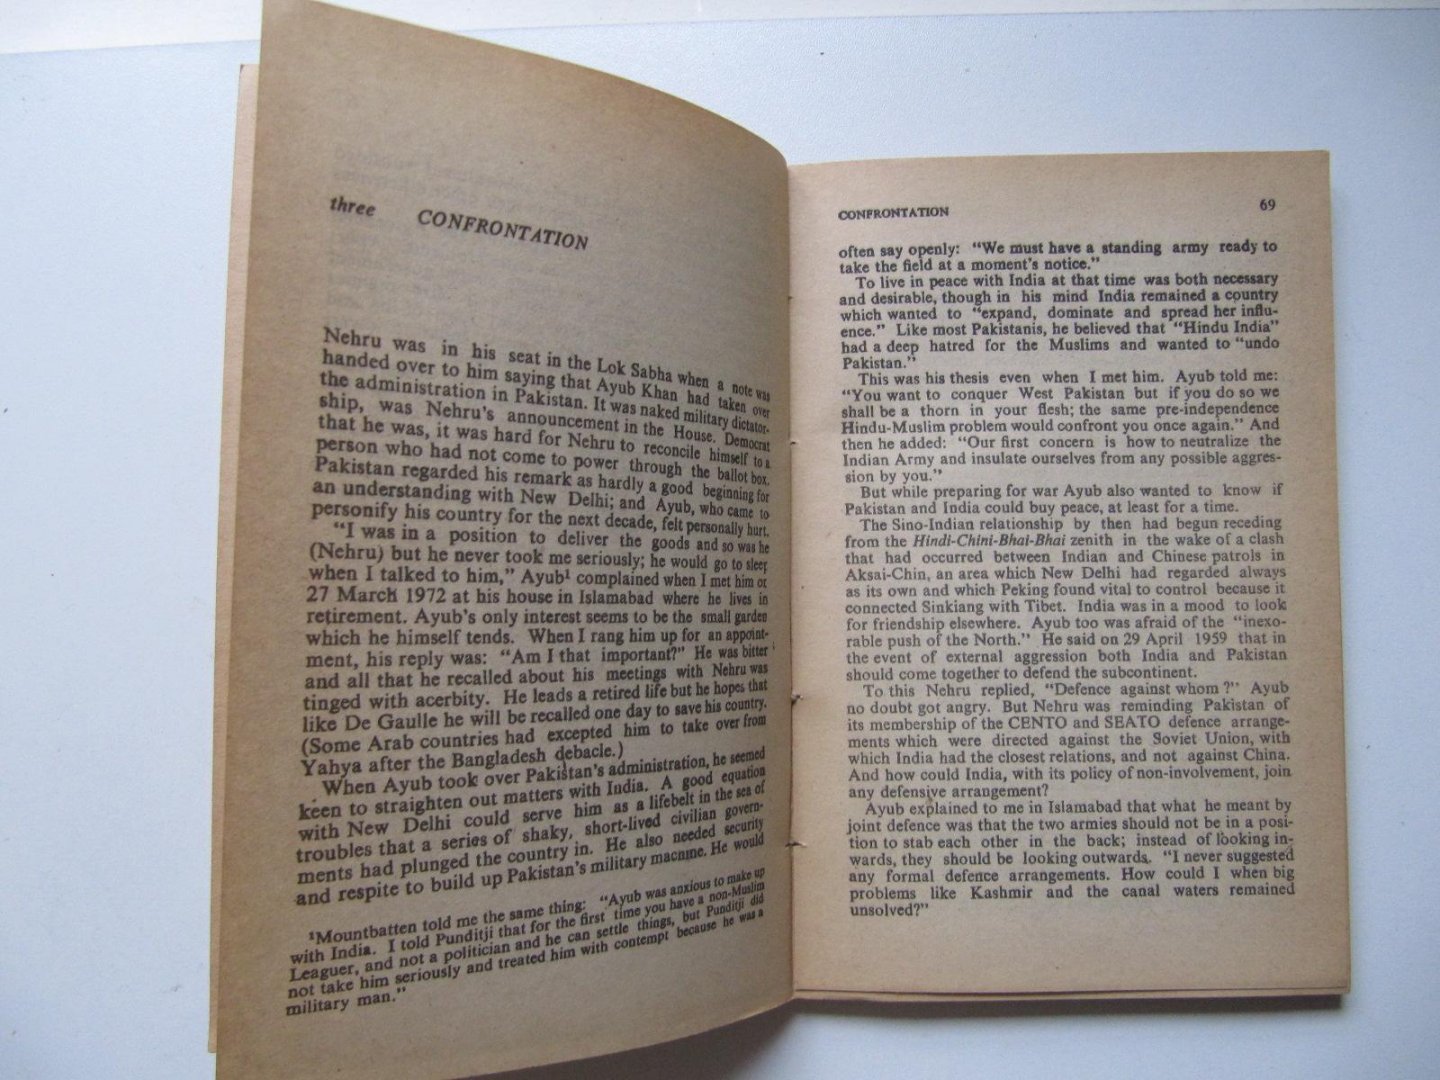 three CONFRONTATION
Nehru was in his seat in the Lok Sabha when a note was
handed over to him saying that Ayub Khan had taken over
the administration in Pakistan. It was naked military dictator-
ship, was Nehru's announcement in the House. Democrat
that he was, it was hard for Nehru to reconcile himself to a
person who had not come to power through the ballot box.
Pakistan regarded his remark as hardly a good beginning for
an understanding with New Delhi; and Ayub, who came to
personify his country for the next decade, felt personally hurt.
"I was in a position to deliver the goods and so was he
(Nehru) but he never took me seriously; he would go to sleep
when I talked to him," Ayub¹ complained when I met him on
27 March 1972 at his house in Islamabad where he lives in
retirement. Ayub's only interest seems to be the small garden
which he himself tends. When I rang him up for an appoint-
ment, his reply was: "Am I that important?" He was bitter
and all that he recalled about his meetings with Nehru was
tinged with acerbity. He leads a retired life but he hopes that
like De Gaulle he will be recalled one day to save his country.
(Some Arab countries had excepted him to take over from
Yahya after the Bangladesh debacle.)
When Ayub took over Pakistan's administration, he seemed
keen to straighten out matters with India. A good equation
with New Delhi could serve him as a lifebelt in the sea of
troubles that a series of shaky, short-lived civilian govern-
ments had plunged the country in. He also needed security
and respite to build up Pakistan's military machine. He would
¹Mountbatten told me the same thing: "Ayub was anxious to make up
with India. I told Punditji that for the first time you have a non-Muslim
Leaguer, and not a politician and he can settle things, but Punditji did
not take him seriously and treated him with contempt because he was a
military man."
CONFRONTATION 69
often say openly: "We must have a standing army ready to
take the field at a moment's notice."
To live in peace with India at that time was both necessary
and desirable, though in his mind India remained a country
which wanted to "expand, dominate and spread her influ-
ence." Like most Pakistanis, he believed that "Hindu India"
had a deep hatred for the Muslims and wanted to "undo
Pakistan."
This was his thesis even when I met him. Ayub told me:
"You want to conquer West Pakistan but if you do so we
shall be a thorn in your flesh; the same pre-independence
Hindu-Muslim problem would confront you once again." And
then he added: "Our first concern is how to neutralize the
Indian Army and insulate ourselves from any possible aggres-
sion by you."
But while preparing for war Ayub also wanted to know if
Pakistan and India could buy peace, at least for a time.
The Sino-Indian relationship by then had begun receding
from the Hindi-Chini-Bhai-Bhai zenith in the wake of a clash
that had occurred between Indian and Chinese patrols in
Aksai-Chin, an area which New Delhi had regarded always
as its own and which Peking found vital to control because it
connected Sinkiang with Tibet. India was in a mood to look
for friendship elsewhere. Ayub too was afraid of the "inexo-
rable push of the North." He said on 29 April 1959 that in
the event of external aggression both India and Pakistan
should come together to defend the subcontinent.
To this Nehru replied, "Defence against whom?" Ayub
no doubt got angry. But Nehru was reminding Pakistan of
its membership of the CENTO and SEATO defence arrange-
ments which were directed against the Soviet Union, with
which India had the closest relations, and not against China.
And how could India, with its policy of non-involvement, join
any defensive arrangement?
Ayub explained to me in Islamabad that what he meant by
joint defence was that the two armies should not be in a posi-
tion to stab each other in the back; instead of looking in-
wards, they should be looking outwards. "I never suggested
any formal defence arrangements. How could I when big
problems like Kashmir and the canal waters remained
unsolved?"